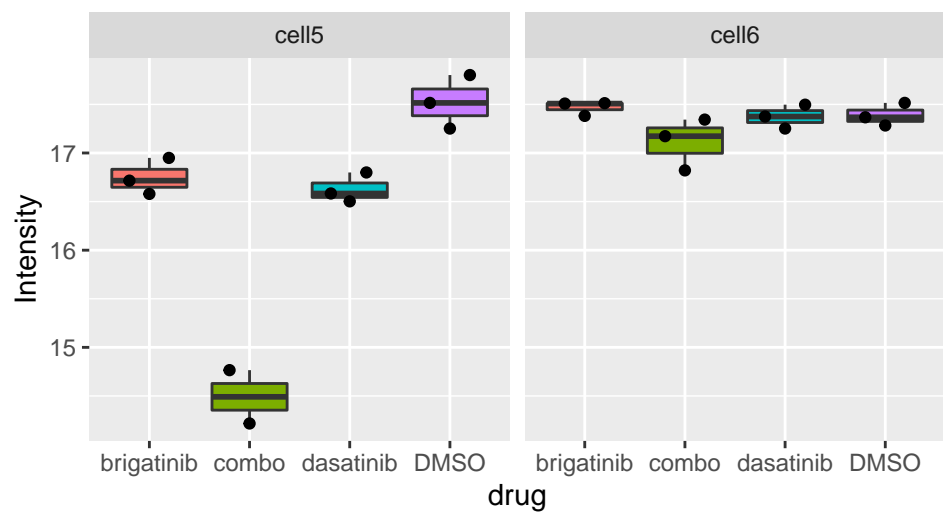 cell5 cell6
Intensity
17
16
15
brigatinib combo dasatinib DMSO brigatinib combo dasatinib DMSO
drug